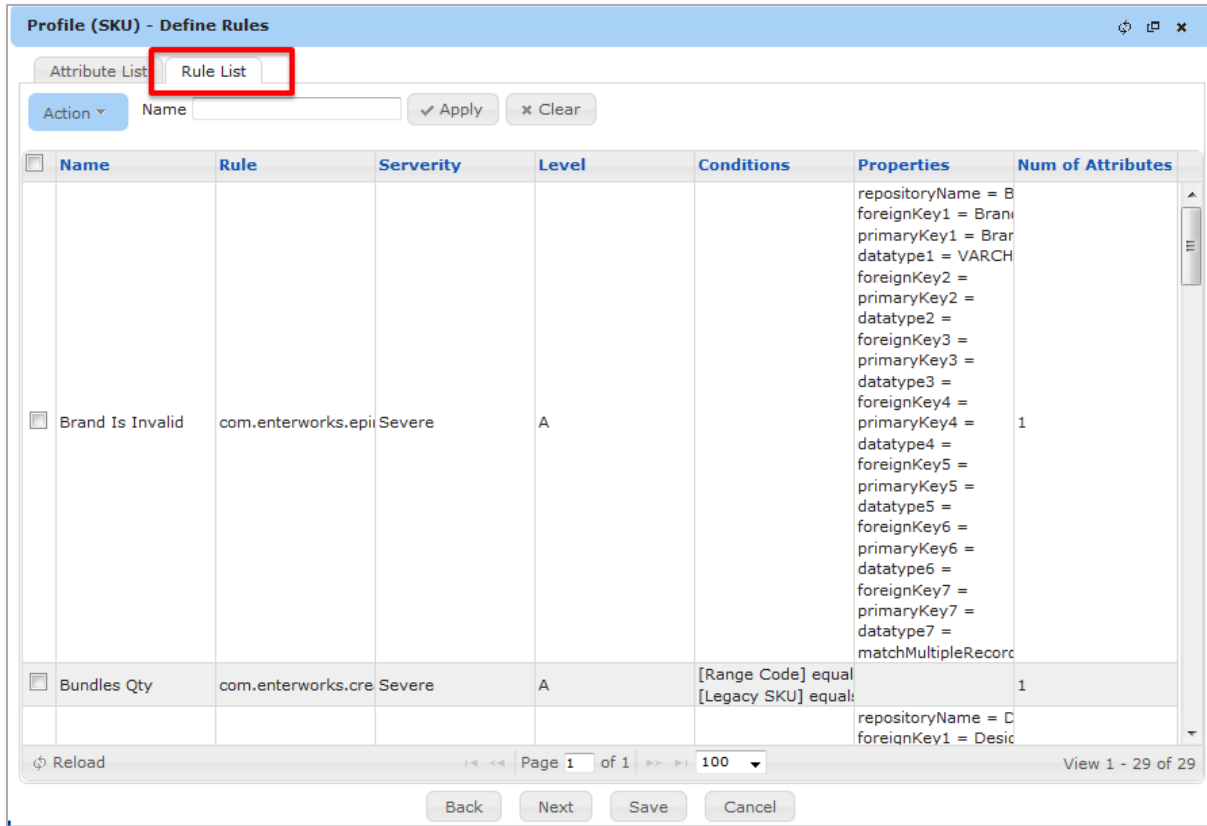 Profile (SKU) - Define Rules
Attribute List
Rule List
Action
Name
Apply
Clear
Name Rule Serverity Level Conditions Properties Num of Attributes
repositoryName = B
foreignKey1 = Bran
primaryKey1 = Brar
datatype1 = VARCH
foreignKey2 =
primaryKey2 =
datatype2 =
foreignKey3 =
primaryKey3 =
datatype3 =
foreignKey4 =
Brand Is Invalid com.enterworks.epi Severe A primaryKey4 = 1
datatype4 =
foreignKey5 =
primaryKey5 =
datatype5 =
foreignKey6 =
primaryKey6 =
datatype6 =
foreignKey7 =
primaryKey7 =
datatype7 =
matchMultipleRecord
Bundles Qty com.enterworks.cre Severe A [Range Code] equal 1
[Legacy SKU] equals
repositoryName = D
foreignKey1 = Desig
Reload Page 1 of 1 100 View 1 - 29 of 29
Back Next Save Cancel